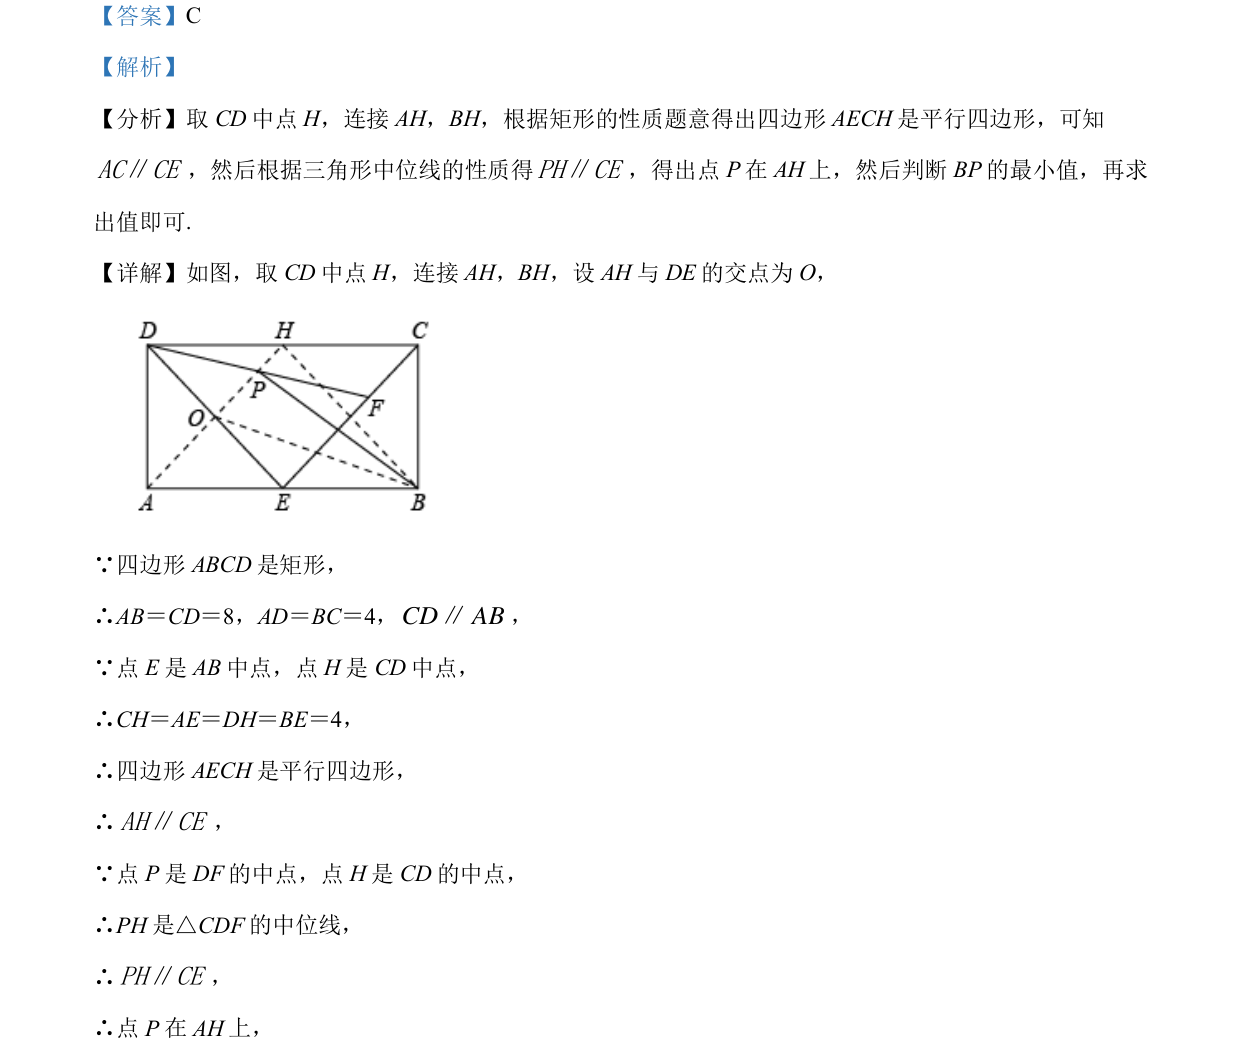 【答案】C
【解析】
【分析】取 CD 中点 H，连接 AH，BH，根据矩形的性质题意得出四边形 AECH 是平行四边形，可知
AC∥CE，然后根据三角形中位线的性质得 PH∥CE，得出点 P 在 AH 上，然后判断 BP 的最小值，再求
出值即可.
【详解】如图，取 CD 中点 H，连接 AH，BH，设 AH 与 DE 的交点为 O，
D H C
P
F
O
A E B
∵四边形 ABCD 是矩形，
∴AB＝CD＝8，AD＝BC＝4，CD∥AB，
∵点 E 是 AB 中点，点 H 是 CD 中点，
∴CH＝AE＝DH＝BE＝4，
∴四边形 AECH 是平行四边形，
∴AH∥CE，
∵点 P 是 DF 的中点，点 H 是 CD 的中点，
∴PH 是△CDF 的中位线，
∴PH∥CE，
∴点 P 在 AH 上，